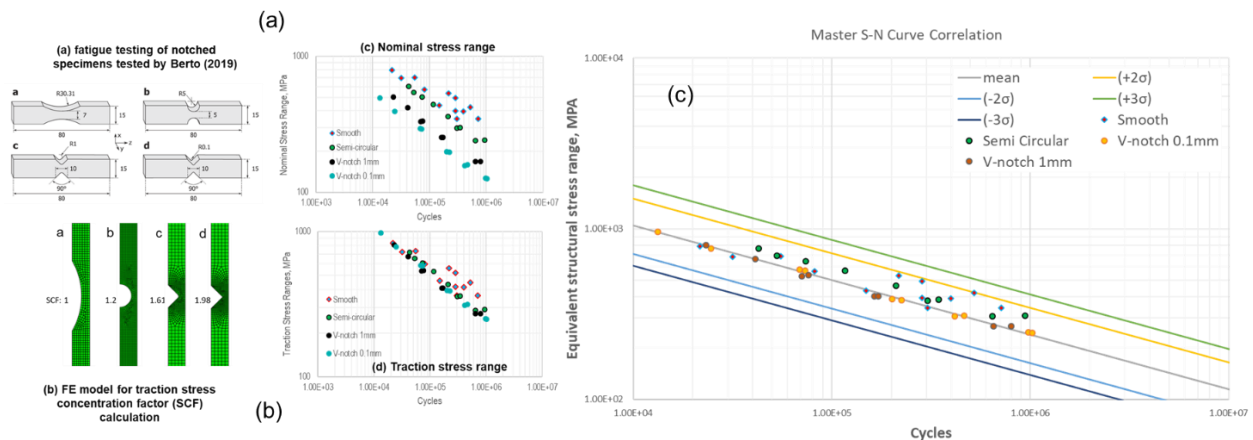 (a)
(a) fatigue testing of notched
specimens tested by Berto (2019)
a
R30.31
7
15
80
b
R5
5
15
80
x
z
y
c
R1
10
90°
15
80
d
R0.1
10
90°
15
80
a
b
c
d
SCF: 1
1.2
1.61
1.98
(b) FE model for traction stress
concentration factor (SCF)
calculation
(c) Nominal stress range
Nominal Stress Range, MPa
1000
100
Smooth
Semi-circular
V-notch 1mm
V-notch 0.1mm
1.00E+03 1.00E+04 1.00E+05 1.00E+06 1.00E+07
Cycles
Traction Stress Ranges, MPa
1000
100
Smooth
Semi-circular
V-notch 1mm
V-notch 0.1mm
(d) Traction stress range
1.00E+03 1.00E+04 1.00E+05 1.00E+06 1.00E+07
Cycles
(b)
Master S-N Curve Correlation
(c)
Equivalent structural stress range, MPA
1.00E+04
1.00E+03
1.00E+02
mean (+2σ)
(-2σ) (+3σ)
(-3σ) Smooth
Semi Circular V-notch 0.1mm
V-notch 1mm
1.00E+04 1.00E+05 1.00E+06 1.00E+07
Cycles